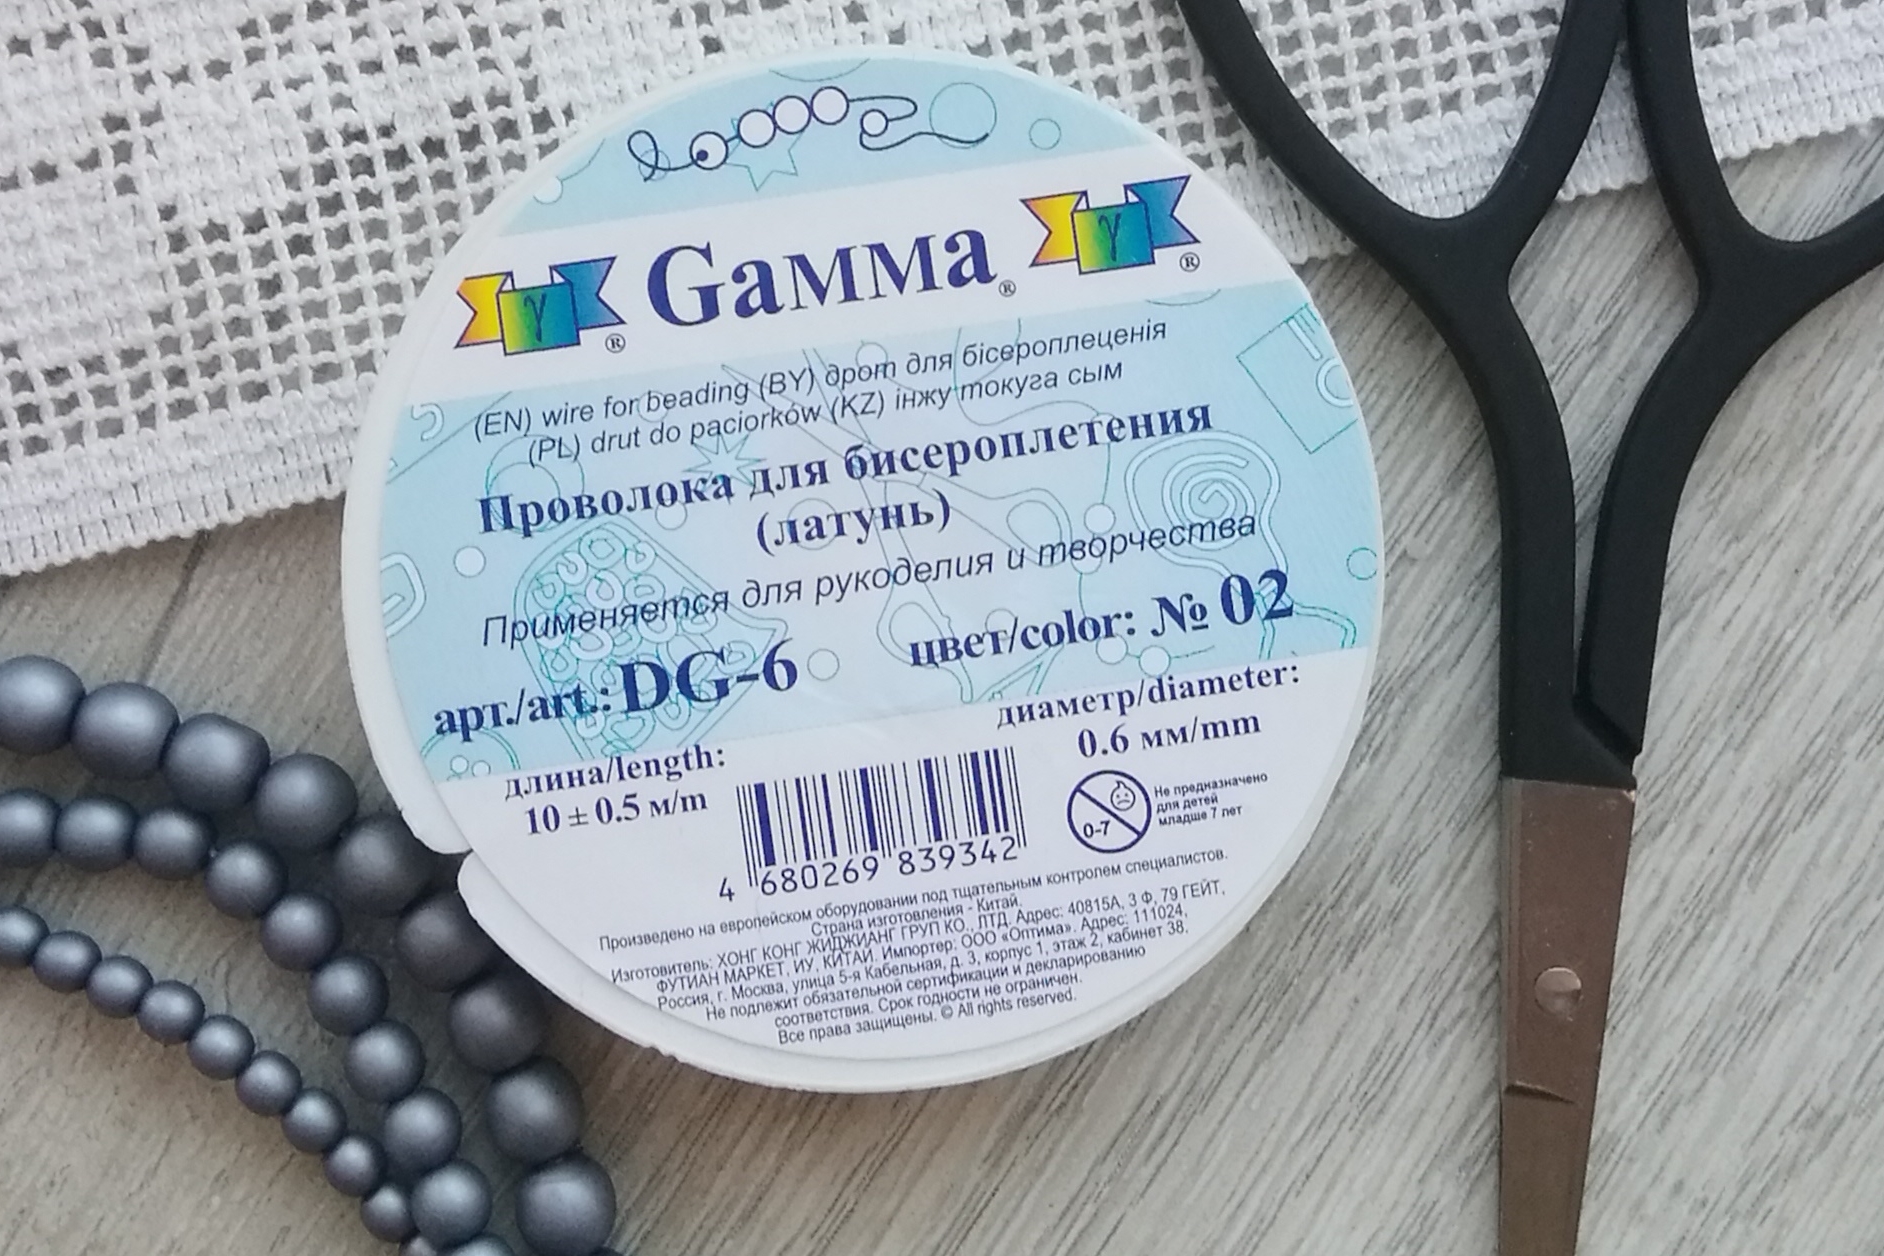 Gамма®
γ ® γ ®
(EN) wire for beading (BY) дрот для бісероплеценія
(PL) drut do paciorków (KZ) інжу токуга сым
Проволока для бисероплетения
(латунь)
Применяется для рукоделия и творчества
арт./art.: DG-6 цвет/color: № 02
длина/length: диаметр/diameter:
10 ± 0.5 м/m 0.6 мм/mm
4 680269 839342
0-7
Не предназначено
для детей
младше 7 лет
Произведено на европейском оборудовании под тщательным контролем специалистов.
Страна изготовления - Китай.
Изготовитель: ХОНГ КОНГ ЖИДЖИАНГ ГРУП КО., ЛТД. Адрес: 40815А, 3 Ф, 79 ГЕЙТ,
ФУТИАН МАРКЕТ, ИУ, КИТАЙ. Импортер: ООО «Оптима». Адрес: 111024,
Россия, г. Москва, улица 5-я Кабельная, д. 3, корпус 1, этаж 2, кабинет 38.
Не подлежит обязательной сертификации и декларированию
соответствия. Срок годности не ограничен.
Все права защищены. © All rights reserved.